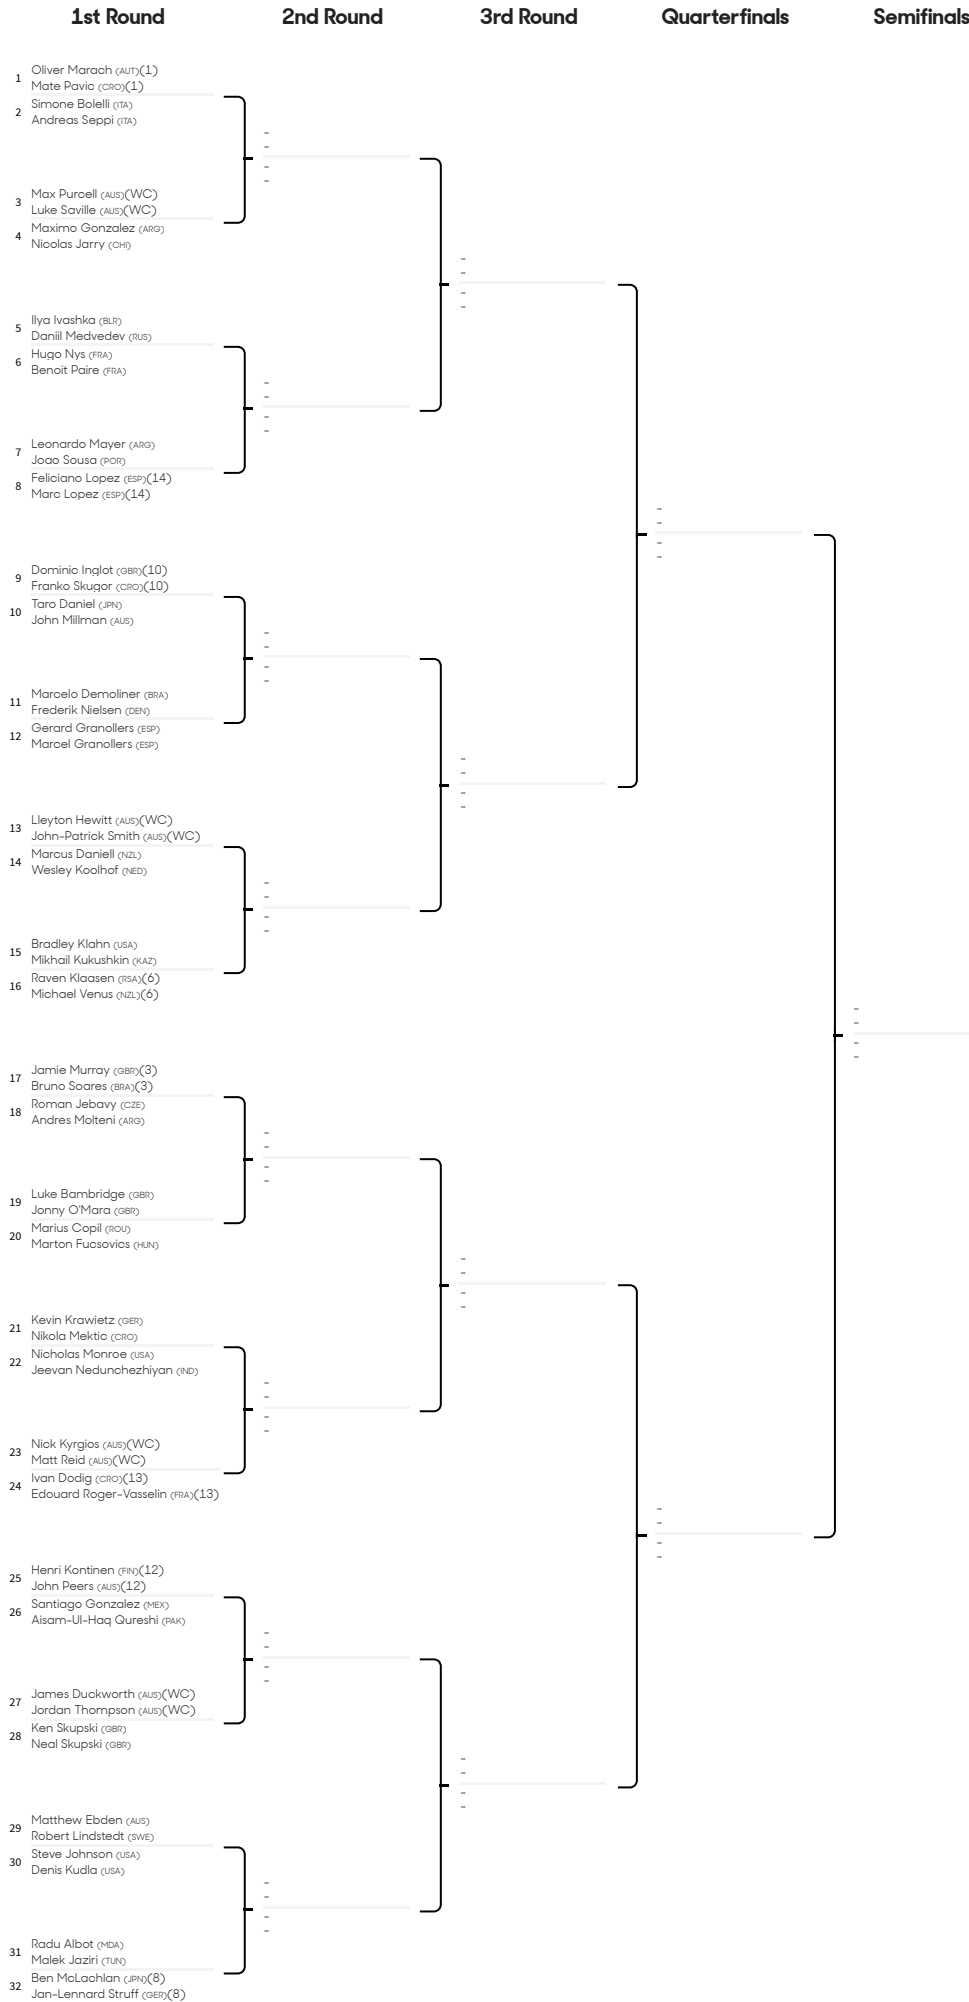 1st Round
2nd Round
3rd Round
Quarterfinals
Semifinals
1
Oliver Marach (AUT)(1)
Mate Pavic (CRO)(1)
2
Simone Bolelli (ITA)
Andreas Seppi (ITA)
3
Max Purcell (AUS)(WC)
Luke Saville (AUS)(WC)
4
Maximo Gonzalez (ARG)
Nicolas Jarry (CHI)
5
Ilya Ivashka (BLR)
Daniil Medvedev (RUS)
6
Hugo Nys (FRA)
Benoit Paire (FRA)
7
Leonardo Mayer (ARG)
Joao Sousa (POR)
8
Feliciano Lopez (ESP)(14)
Marc Lopez (ESP)(14)
9
Dominic Inglot (GBR)(10)
Franko Skugor (CRO)(10)
10
Taro Daniel (JPN)
John Millman (AUS)
11
Marcelo Demoliner (BRA)
Frederik Nielsen (DEN)
12
Gerard Granollers (ESP)
Marcel Granollers (ESP)
13
Lleyton Hewitt (AUS)(WC)
John-Patrick Smith (AUS)(WC)
14
Marcus Daniell (NZL)
Wesley Koolhof (NED)
15
Bradley Klahn (USA)
Mikhail Kukushkin (KAZ)
16
Raven Klaasen (RSA)(6)
Michael Venus (NZL)(6)
17
Jamie Murray (GBR)(3)
Bruno Soares (BRA)(3)
18
Roman Jebavy (CZE)
Andres Molteni (ARG)
19
Luke Bambridge (GBR)
Jonny O'Mara (GBR)
20
Marius Copil (ROU)
Marton Fucsovics (HUN)
21
Kevin Krawietz (GER)
Nikola Mektic (CRO)
22
Nicholas Monroe (USA)
Jeevan Nedunchezhiyan (IND)
23
Nick Kyrgios (AUS)(WC)
Matt Reid (AUS)(WC)
24
Ivan Dodig (CRO)(13)
Edouard Roger-Vasselin (FRA)(13)
25
Henri Kontinen (FIN)(12)
John Peers (AUS)(12)
26
Santiago Gonzalez (MEX)
Aisam-Ul-Haq Qureshi (PAK)
27
James Duckworth (AUS)(WC)
Jordan Thompson (AUS)(WC)
28
Ken Skupski (GBR)
Neal Skupski (GBR)
29
Matthew Ebden (AUS)
Robert Lindstedt (SWE)
30
Steve Johnson (USA)
Denis Kudla (USA)
31
Radu Albot (MDA)
Malek Jaziri (TUN)
32
Ben McLachlan (JPN)(8)
Jan-Lennard Struff (GER)(8)